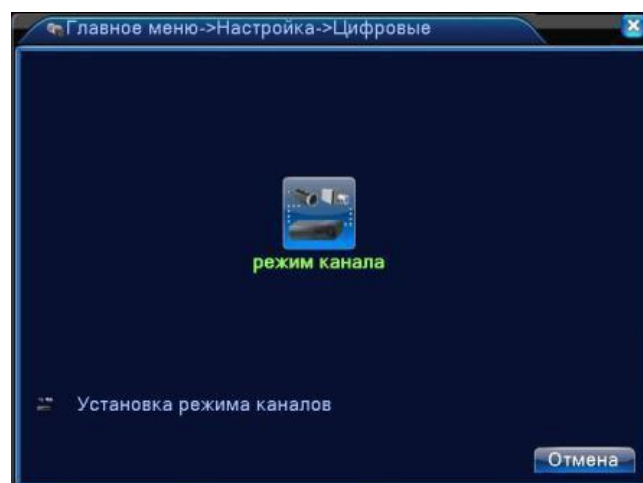 Главное меню->Настройка->Цифровые
режим канала
Установка режима каналов
Отмена